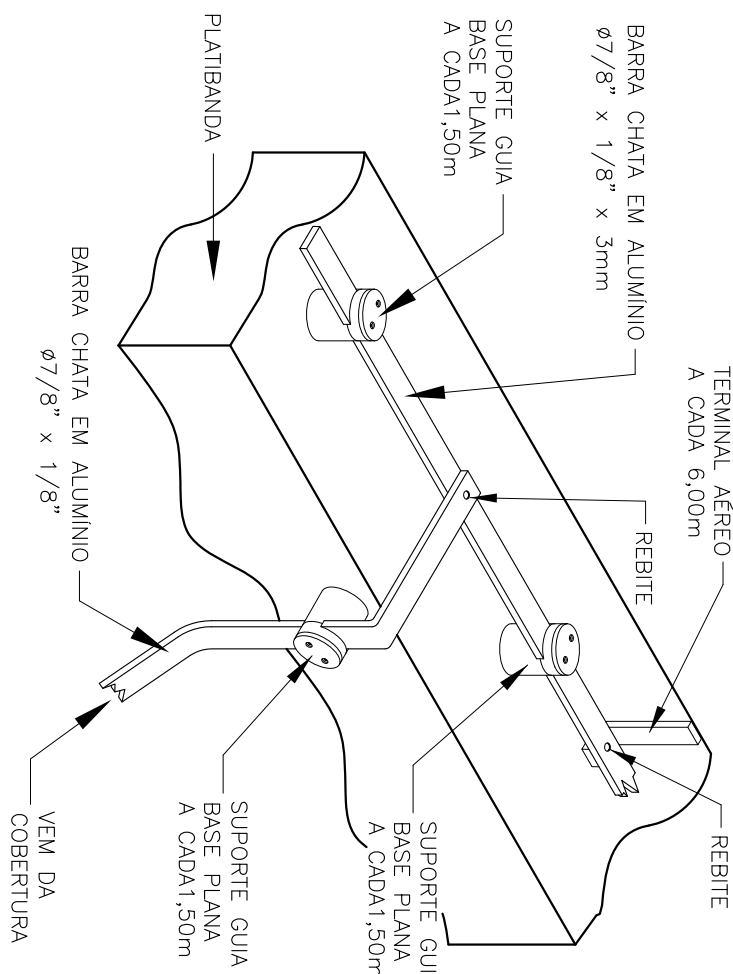 BARRA CHATA EM ALUMÍNIO
ø7/8" x 1/8" x 3mm
SUPORTE GUIA
BASE PLANA
A CADA1,50m
PLATIBANDA
TERMINAL AÉREO
A CADA 6,00m
REBITE
REBITE
BARRA CHATA EM ALUMÍNIO
ø7/8" x 1/8"
SUPORTE GUI
BASE PLANA
A CADA1,50m
SUPORTE GUIA
BASE PLANA
A CADA1,50m
VEM DA
COBERTURA